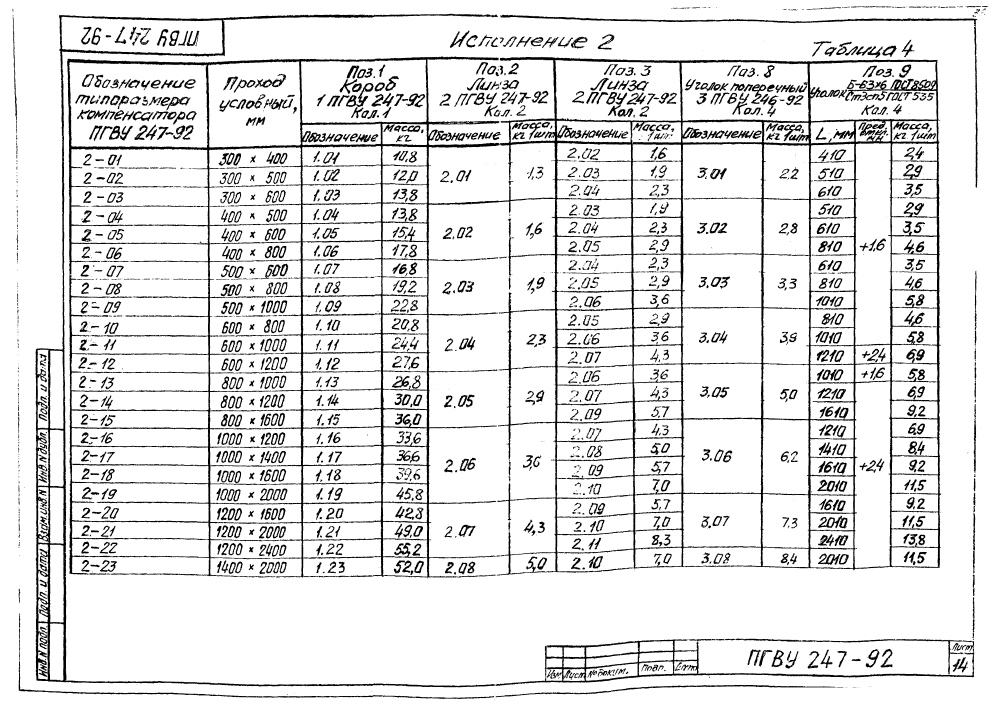 ПГВУ 247-92
Исполнение 2
Таблица 4
Обозначение типоразмера компенсатора ПГВУ 247-92 | Проход условный, мм | Поз.1 Короб 1 ПГВУ 247-92 Кол.1 | Поз.2 Линза 2 ПГВУ 247-92 Кол. 2 | Поз. 3 Линза 2 ПГВУ 247-92 Кол. 2 | Поз. 8 Уголок поперечный 3 ПГВУ 246-92 Кол. 4 | Поз. 9 Уголок Б-63×6 ГОСТ 8509 Ст3сп5 ГОСТ 535 Кол. 4
Обозначение | Масса, кг | Обозначение | Масса, кг 1шт | Обозначение | Масса, 1шт, кг | Обозначение | Масса, кг 1шт | L, мм | Пред. откл. мм | Масса, кг 1шт
2-01 | 300 × 400 | 1.01 | 10,8 | 2.01 | 1,3 | 2.02 | 1,6 | 3.01 | 2,2 | 410 | +1,6 | 2,4
2-02 | 300 × 500 | 1.02 | 12,0 | 2.03 | 1,9 | 510 | 2,9
2-03 | 300 × 600 | 1.03 | 13,8 | 2.04 | 2,3 | 610 | 3,5
2-04 | 400 × 500 | 1.04 | 13,8 | 2.02 | 1,6 | 2.03 | 1,9 | 3.02 | 2,8 | 510 | 2,9
2-05 | 400 × 600 | 1.05 | 15,4 | 2.04 | 2,3 | 610 | 3,5
2-06 | 400 × 800 | 1.06 | 17,8 | 2.05 | 2,9 | 810 | 4,6
2-07 | 500 × 600 | 1.07 | 16,8 | 2.03 | 1,9 | 2.04 | 2,3 | 3.03 | 3,3 | 610 | 3,5
2-08 | 500 × 800 | 1.08 | 19,2 | 2.05 | 2,9 | 810 | 4,6
2-09 | 500 × 1000 | 1.09 | 22,8 | 2.06 | 3,6 | 1010 | 5,8
2-10 | 600 × 800 | 1.10 | 20,8 | 2.04 | 2,3 | 2.05 | 2,9 | 3.04 | 3,9 | 810 | 4,6
2-11 | 600 × 1000 | 1.11 | 24,4 | 2.06 | 3,6 | 1010 | 5,8
2-12 | 600 × 1200 | 1.12 | 27,6 | 2.07 | 4,3 | 1210 | +2,4 | 6,9
2-13 | 800 × 1000 | 1.13 | 26,8 | 2.05 | 2,9 | 2.06 | 3,6 | 3.05 | 5,0 | 1010 | +1,6 | 5,8
2-14 | 800 × 1200 | 1.14 | 30,0 | 2.07 | 4,3 | 1210 | +2,4 | 6,9
2-15 | 800 × 1600 | 1.15 | 36,0 | 2.09 | 5,7 | 1610 | 9,2
2-16 | 1000 × 1200 | 1.16 | 33,6 | 2.06 | 3,6 | 2.07 | 4,3 | 3.06 | 6,2 | 1210 | 6,9
2-17 | 1000 × 1400 | 1.17 | 36,6 | 2.08 | 5,0 | 1410 | 8,4
2-18 | 1000 × 1600 | 1.18 | 39,6 | 2.09 | 5,7 | 1610 | 9,2
2-19 | 1000 × 2000 | 1.19 | 45,8 | 2.10 | 7,0 | 2010 | 11,5
2-20 | 1200 × 1600 | 1.20 | 42,8 | 2.07 | 4,3 | 2.09 | 5,7 | 3.07 | 7,3 | 1610 | 9,2
2-21 | 1200 × 2000 | 1.21 | 49,0 | 2.10 | 7,0 | 2010 | 11,5
2-22 | 1200 × 2400 | 1.22 | 55,2 | 2.11 | 8,3 | 2410 | 13,8
2-23 | 1400 × 2000 | 1.23 | 52,0 | 2.08 | 5,0 | 2.10 | 7,0 | 3.08 | 8,4 | 2010 | 11,5
Инв.N подл. | Подп. и дата | Взам.инв.N | Инв.N дубл. | Подп. и дата
Изм | Лист | № Докум. | Подп. | Дата
ПГВУ 247-92
Лист
14